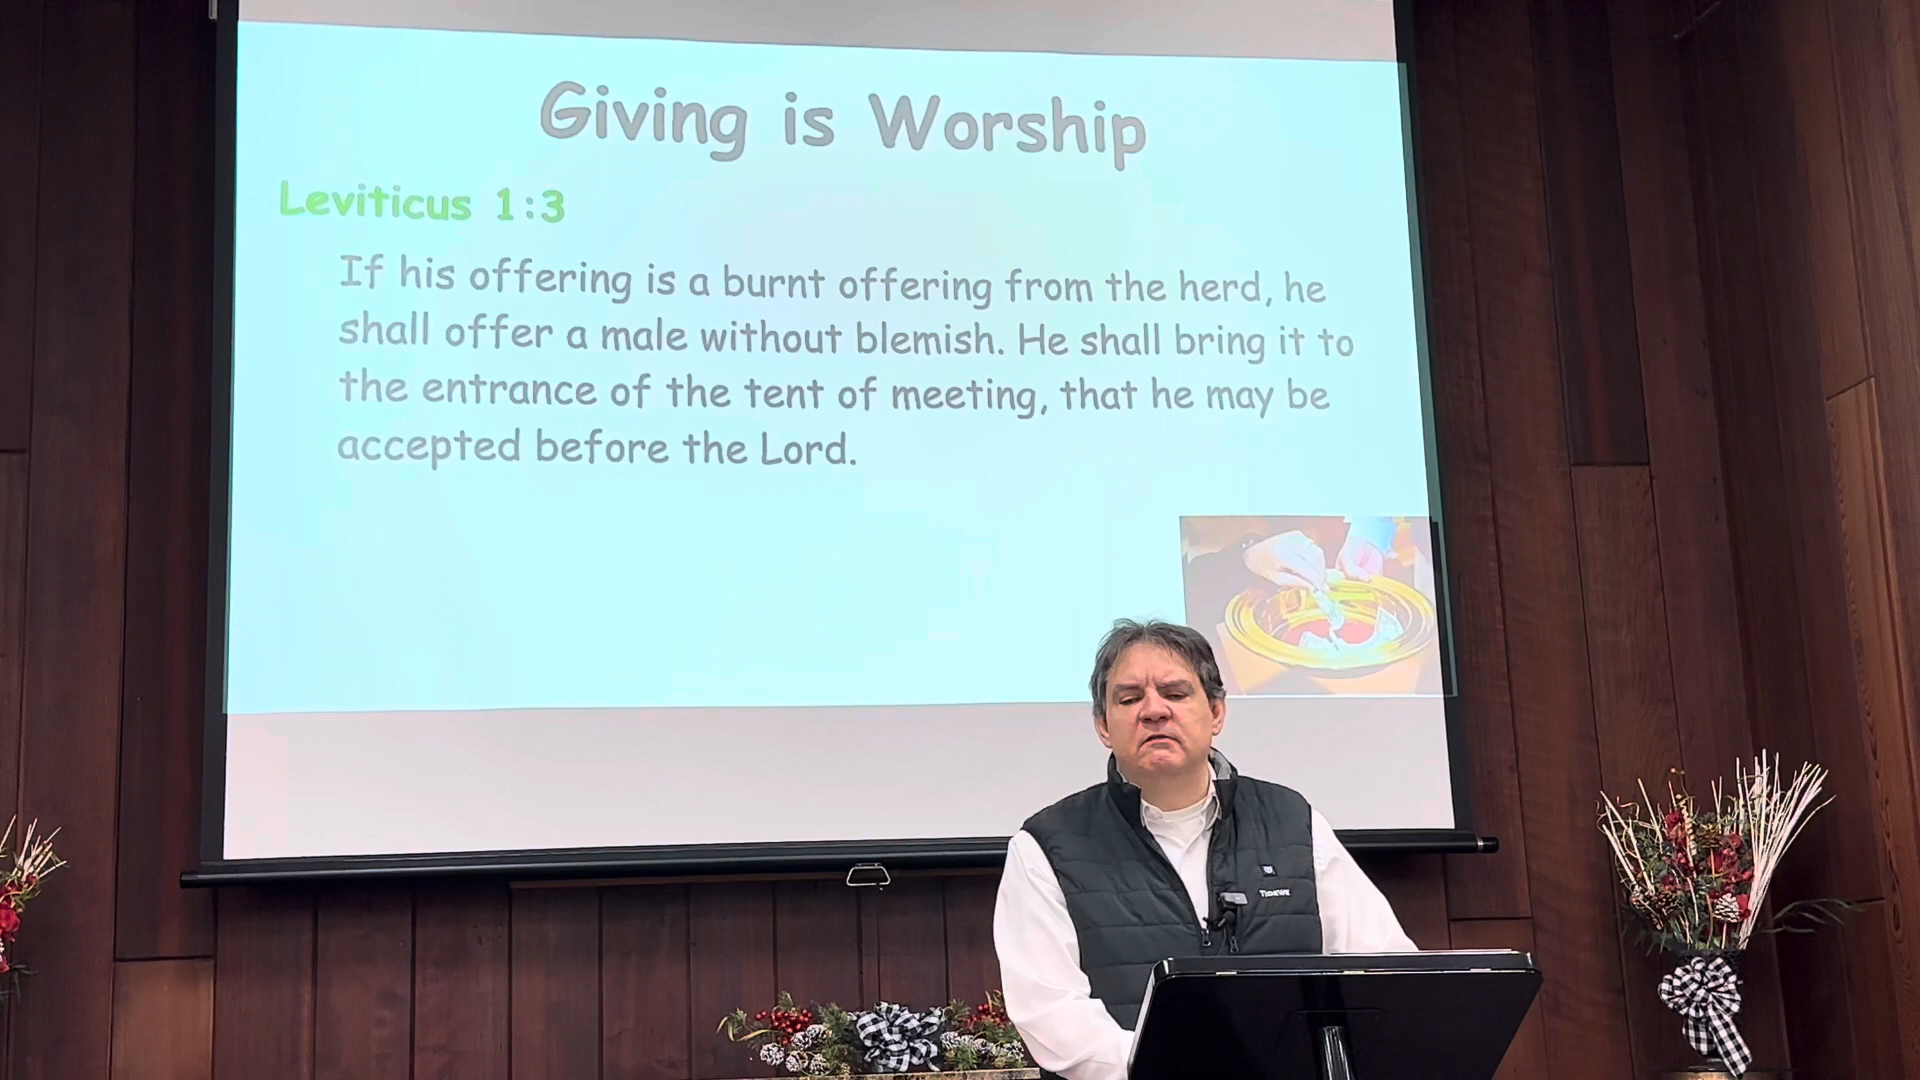 Giving is Worship
Leviticus 1:3
If his offering is a burnt offering from the herd, he
shall offer a male without blemish. He shall bring it to
the entrance of the tent of meeting, that he may be
accepted before the Lord.
TIDEWE